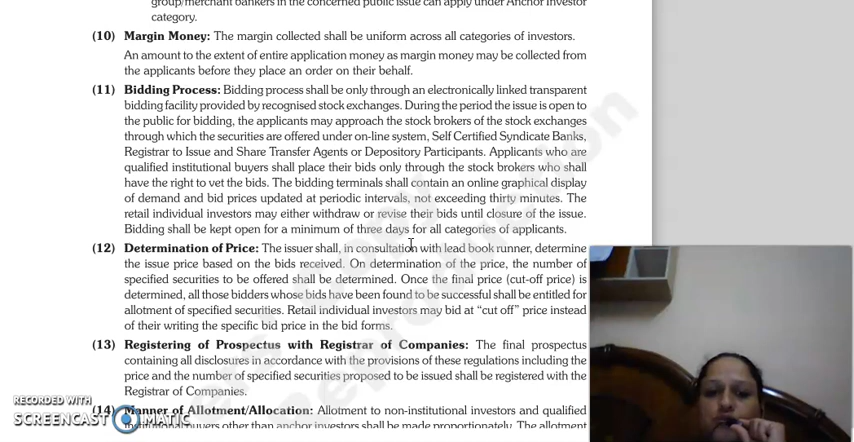 group/merchant bankers in the concerned public issue can apply under Anchor Investor
category.
(10) Margin Money: The margin collected shall be uniform across all categories of investors.
An amount to the extent of entire application money as margin money may be collected from
the applicants before they place an order on their behalf.
(11) Bidding Process: Bidding process shall be only through an electronically linked transparent
bidding facility provided by recognised stock exchanges. During the period the issue is open to
the public for bidding, the applicants may approach the stock brokers of the stock exchanges
through which the securities are offered under on-line system, Self Certified Syndicate Banks,
Registrar to Issue and Share Transfer Agents or Depository Participants. Applicants who are
qualified institutional buyers shall place their bids only through the stock brokers who shall
have the right to vet the bids. The bidding terminals shall contain an online graphical display
of demand and bid prices updated at periodic intervals, not exceeding thirty minutes. The
retail individual investors may either withdraw or revise their bids until closure of the issue.
Bidding shall be kept open for a minimum of three days for all categories of applicants.
(12) Determination of Price: The issuer shall, in consultation with lead book runner, determine
the issue price based on the bids received. On determination of the price, the number of
specified securities to be offered shall be determined. Once the final price (cut-off price) is
determined, all those bidders whose bids have been found to be successful shall be entitled for
allotment of specified securities. Retail individual investors may bid at “cut off” price instead
of their writing the specific bid price in the bid forms.
(13) Registering of Prospectus with Registrar of Companies: The final prospectus
containing all disclosures in accordance with the provisions of these regulations including the
price and the number of specified securities proposed to be issued shall be registered with the
Registrar of Companies.
(14) Manner of Allotment/Allocation: Allotment to non-institutional investors and qualified
institutional buyers other than anchor investors shall be made proportionately. The allotment
RECORDED WITH
SCREENCAST MATIC